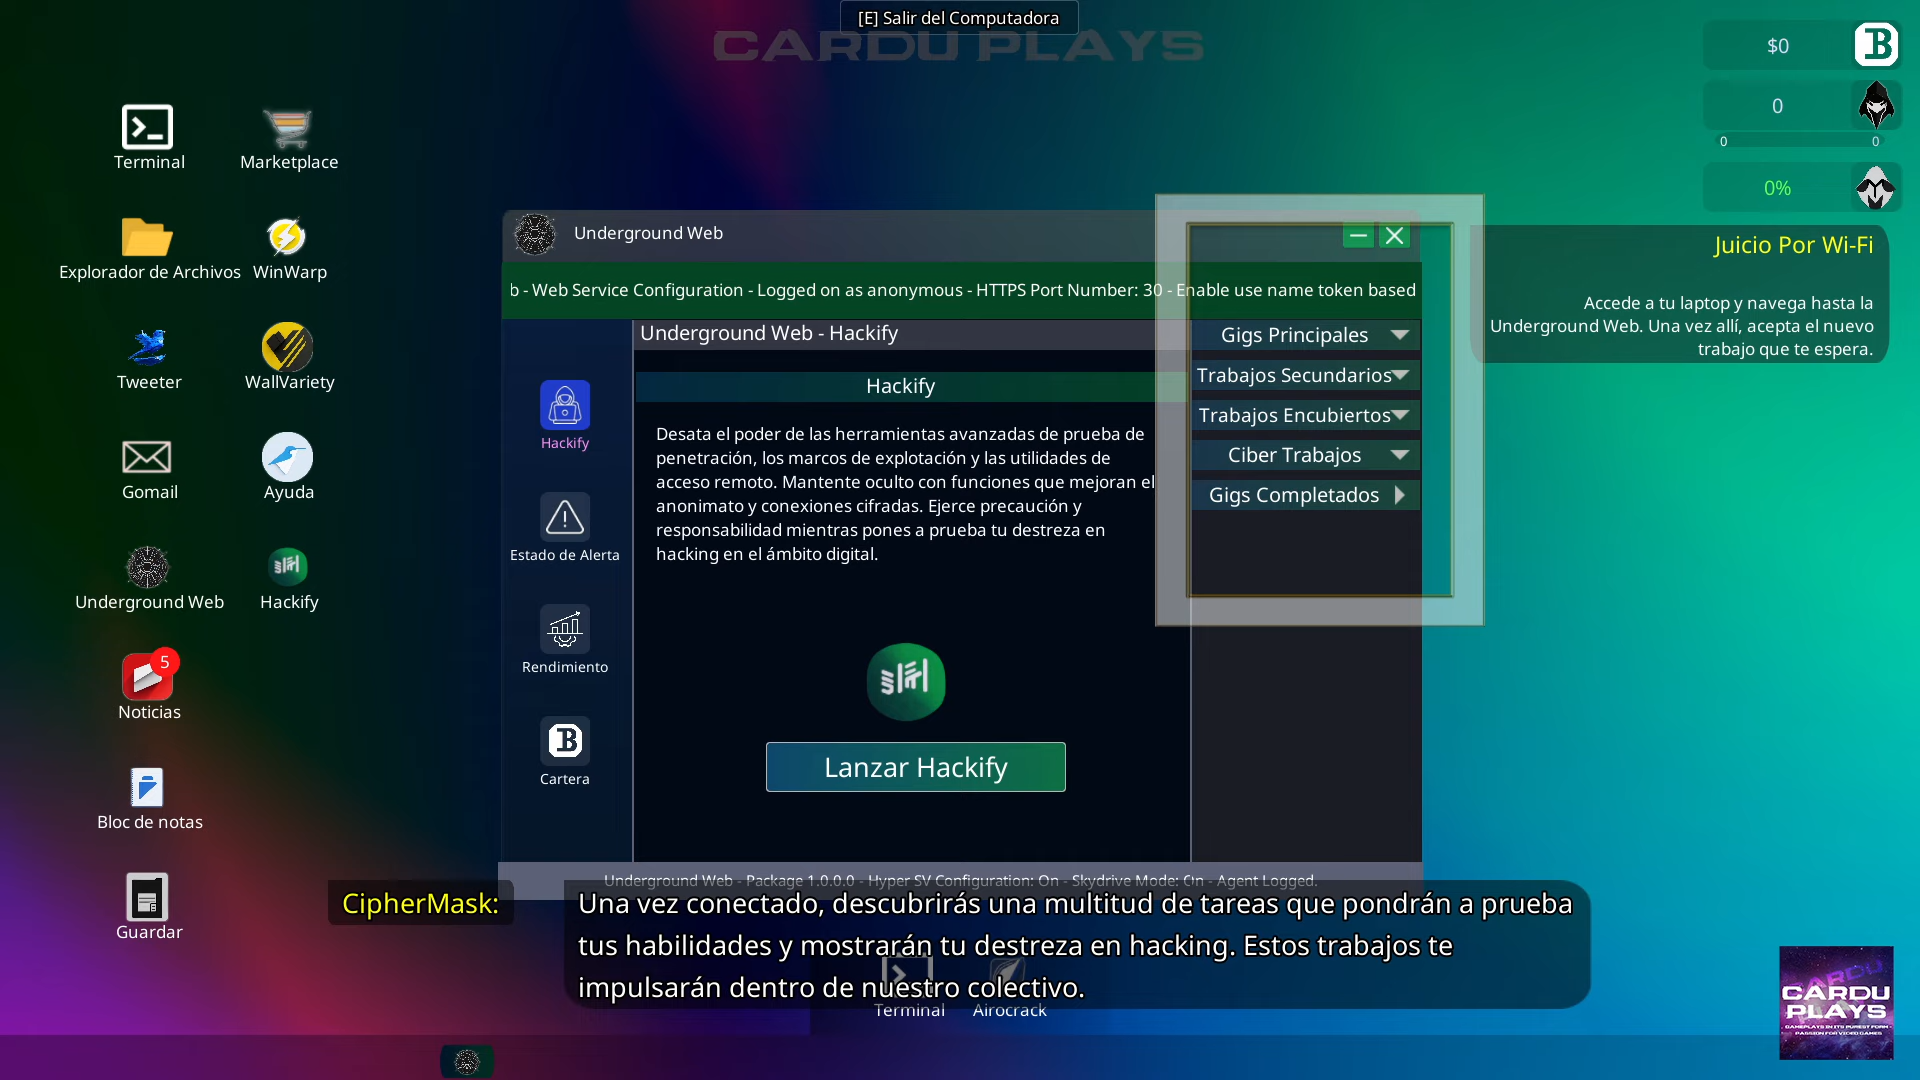 [E] Salir del Computadora
CARDU PLAYS
$0
0
0 0
0%
Terminal
Marketplace
Explorador de Archivos
WinWarp
Tweeter
WallVariety
Gomail
Ayuda
Underground Web
Hackify
5
Noticias
Bloc de notas
Guardar
Underground Web
b - Web Service Configuration - Logged on as anonymous - HTTPS Port Number: 30 - Enable use name token based
Hackify
Estado de Alerta
Rendimiento
Cartera
Underground Web - Hackify
Hackify
Desata el poder de las herramientas avanzadas de prueba de
penetración, los marcos de explotación y las utilidades de
acceso remoto. Mantente oculto con funciones que mejoran el
anonimato y conexiones cifradas. Ejerce precaución y
responsabilidad mientras pones a prueba tu destreza en
hacking en el ámbito digital.
Lanzar Hackify
Gigs Principales
Trabajos Secundarios
Trabajos Encubiertos
Ciber Trabajos
Gigs Completados
Juicio Por Wi-Fi
Accede a tu laptop y navega hasta la
Underground Web. Una vez allí, acepta el nuevo
trabajo que te espera.
Underground Web - Package 1.0.0.0 - Hyper SV Configuration: On - Skydrive Mode: On - Agent Logged.
CipherMask:
Una vez conectado, descubrirás una multitud de tareas que pondrán a prueba
tus habilidades y mostrarán tu destreza en hacking. Estos trabajos te
impulsarán dentro de nuestro colectivo.
Terminal
Airocrack
CARDU
PLAYS
GAMEPLAYS IN ITS PUREST FORM -
PASSION FOR VIDEO GAMES